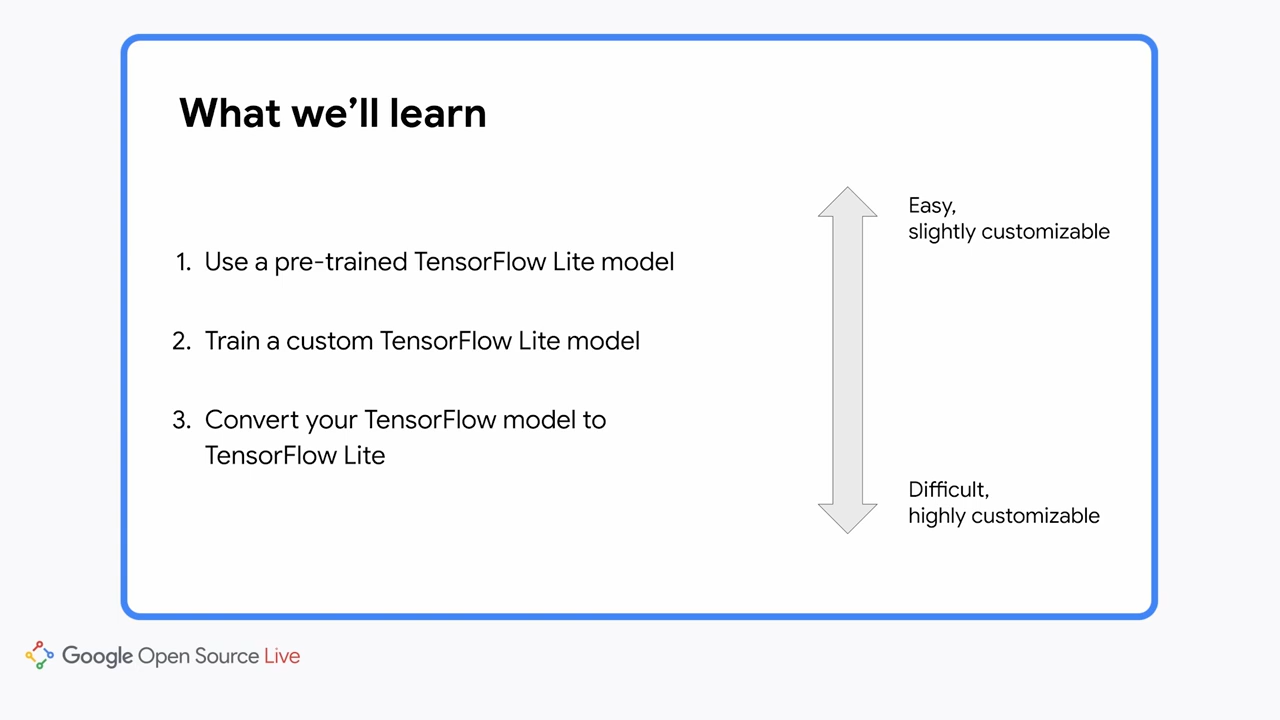 What we’ll learn
1. Use a pre-trained TensorFlow Lite model
2. Train a custom TensorFlow Lite model
3. Convert your TensorFlow model to
TensorFlow Lite
Easy,
slightly customizable
Difficult,
highly customizable
Google Open Source Live